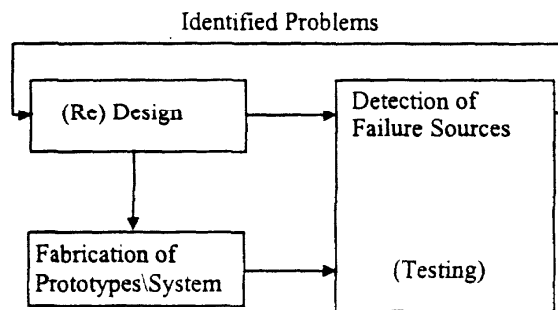 Identified Problems
(Re) Design
Detection of
Failure Sources
Fabrication of
Prototypes\System
(Testing)